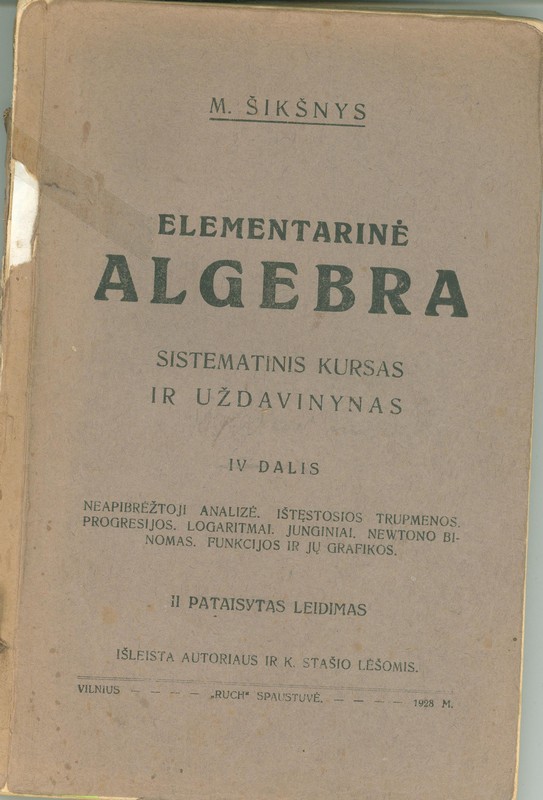 M. ŠIKŠNYS
ELEMENTARINĖ
ALGEBRA
SISTEMATINIS KURSAS
IR UŽDAVINYNAS
IV DALIS
NEAPIBRĖŽTOJI ANALIZĖ. IŠTĘSTOSIOS TRUPMENOS.
PROGRESIJOS. LOGARITMAI. JUNGINIAI. NEWTONO BI-
NOMAS. FUNKCIJOS IR JŲ GRAFIKOS.
II PATAISYTAS LEIDIMAS
IŠLEISTA AUTORIAUS IR K. STAŠIO LĖŠOMIS.
VILNIUS — — — — „RUCH“ SPAUSTUVĖ. — — — — 1928 M.